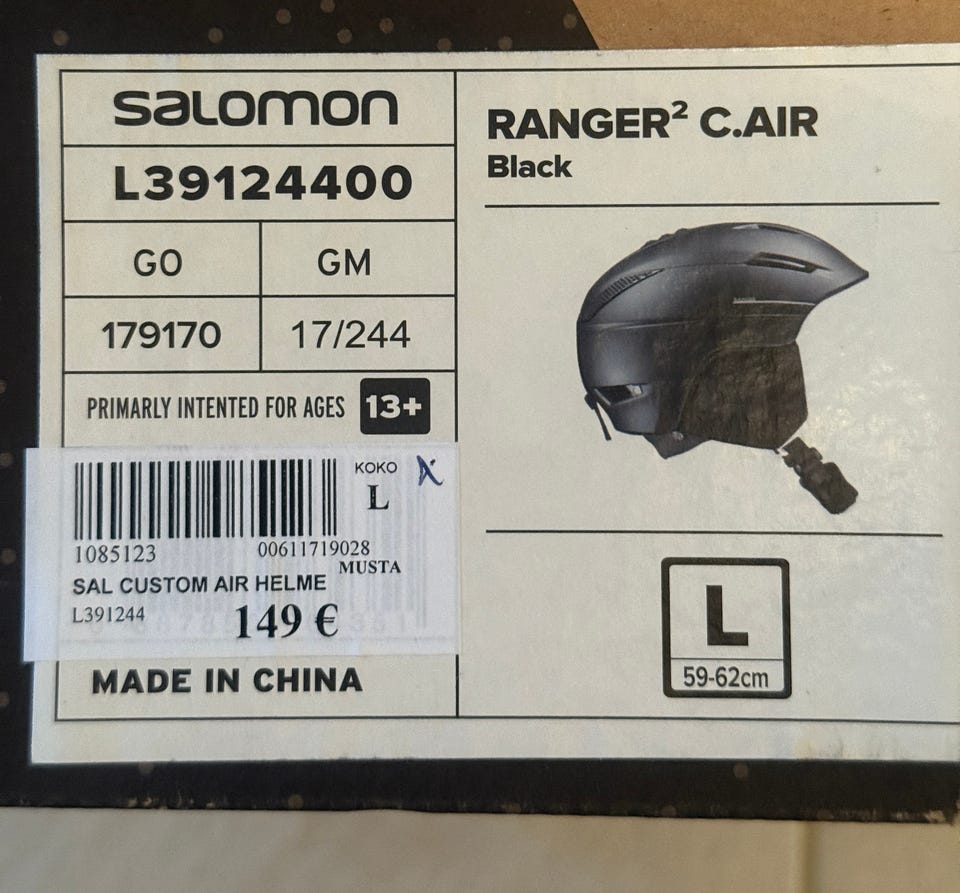 salomon
L39124400
GO GM
179170 17/244
PRIMARLY INTENTED FOR AGES 13+
KOKO
L
1085123 00611719028
MUSTA
SAL CUSTOM AIR HELME
L391244 149 €
MADE IN CHINA
RANGER² C.AIR
Black
L
59-62cm